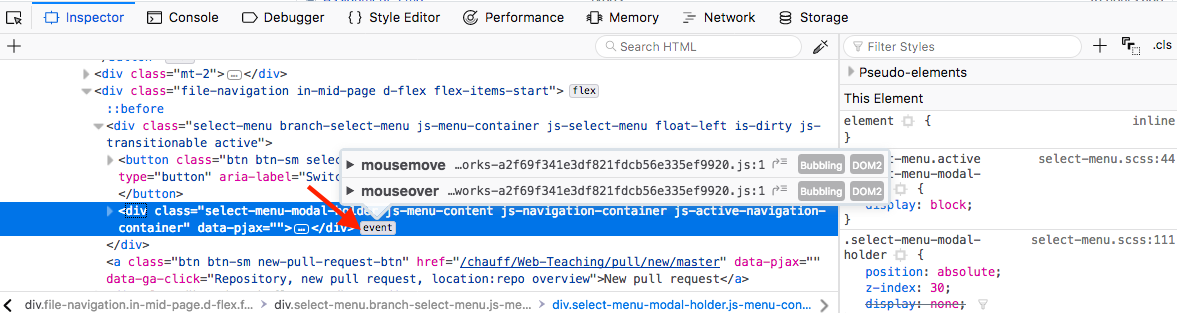 Inspector Console Debugger Style Editor Performance Memory Network Storage
+ Search HTML
Filter Styles + .cls
<div class="mt-2">…</div>
<div class="file-navigation in-mid-page d-flex flex-items-start"> flex
::before
<div class="select-menu branch-select-menu js-menu-container js-select-menu float-left is-dirty js-
transitionable active">
<button class="btn btn-sm selec
type="button" aria-label="Switc
</button>
mousemove …orks-a2f69f341e3df821fdcb56e335ef9920.js:1 Bubbling DOM2
mouseover …works-a2f69f341e3df821fdcb56e335ef9920.js:1 Bubbling DOM2
<div class="select-menu-modal-holder js-menu-content js-navigation-container js-active-navigation-
container" data-pjax="">…</div> event
</div>
<a class="btn btn-sm new-pull-request-btn" href="/chauff/Web-Teaching/pull/new/master" data-pjax=""
data-ga-click="Repository, new pull request, location:repo overview">New pull request</a>
div.file-navigation.in-mid-page.d-flex.f… div.select-menu.branch-select-menu.js-me… div.select-menu-modal-holder.js-menu-con…
Pseudo-elements
This Element
element { inline
}
ct-menu.active select-menu.scss:44
ct-menu-modal-
{
display: block;
}
.select-menu-modal- select-menu.scss:111
holder {
position: absolute;
z-index: 30;
display: none;